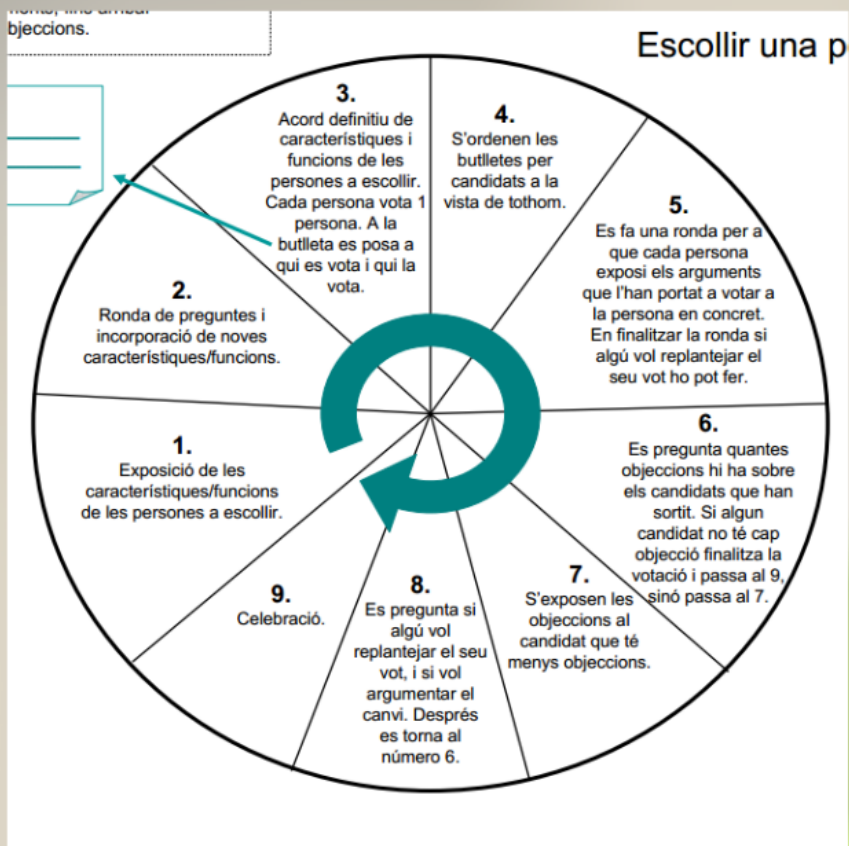 bjeccions.
Escollir una p
3.
Acord definitiu de
característiques i
funcions de les
persones a escollir.
Cada persona vota 1
persona. A la
butlleta es posa a
qui es vota i qui la
vota.
4.
S'ordenen les
butlletes per
candidats a la
vista de tothom.
5.
Es fa una ronda per a
que cada persona
exposi els arguments
que l'han portat a votar a
la persona en concret.
En finalitzar la ronda si
algú vol replantejar el
seu vot ho pot fer.
2.
Ronda de preguntes i
incorporació de noves
característiques/funcions.
1.
Exposició de les
característiques/funcions
de les persones a escollir.
6.
Es pregunta quantes
objeccions hi ha sobre
els candidats que han
sortit. Si algun
candidat no té cap
objecció finalitza la
votació i passa al 9,
sinó passa al 7.
7.
S'exposen les
objeccions al
candidat que té
menys objeccions.
8.
Es pregunta si
algú vol
replantejar el seu
vot, i si vol
argumentar el
canvi. Després
es torna al
número 6.
9.
Celebració.